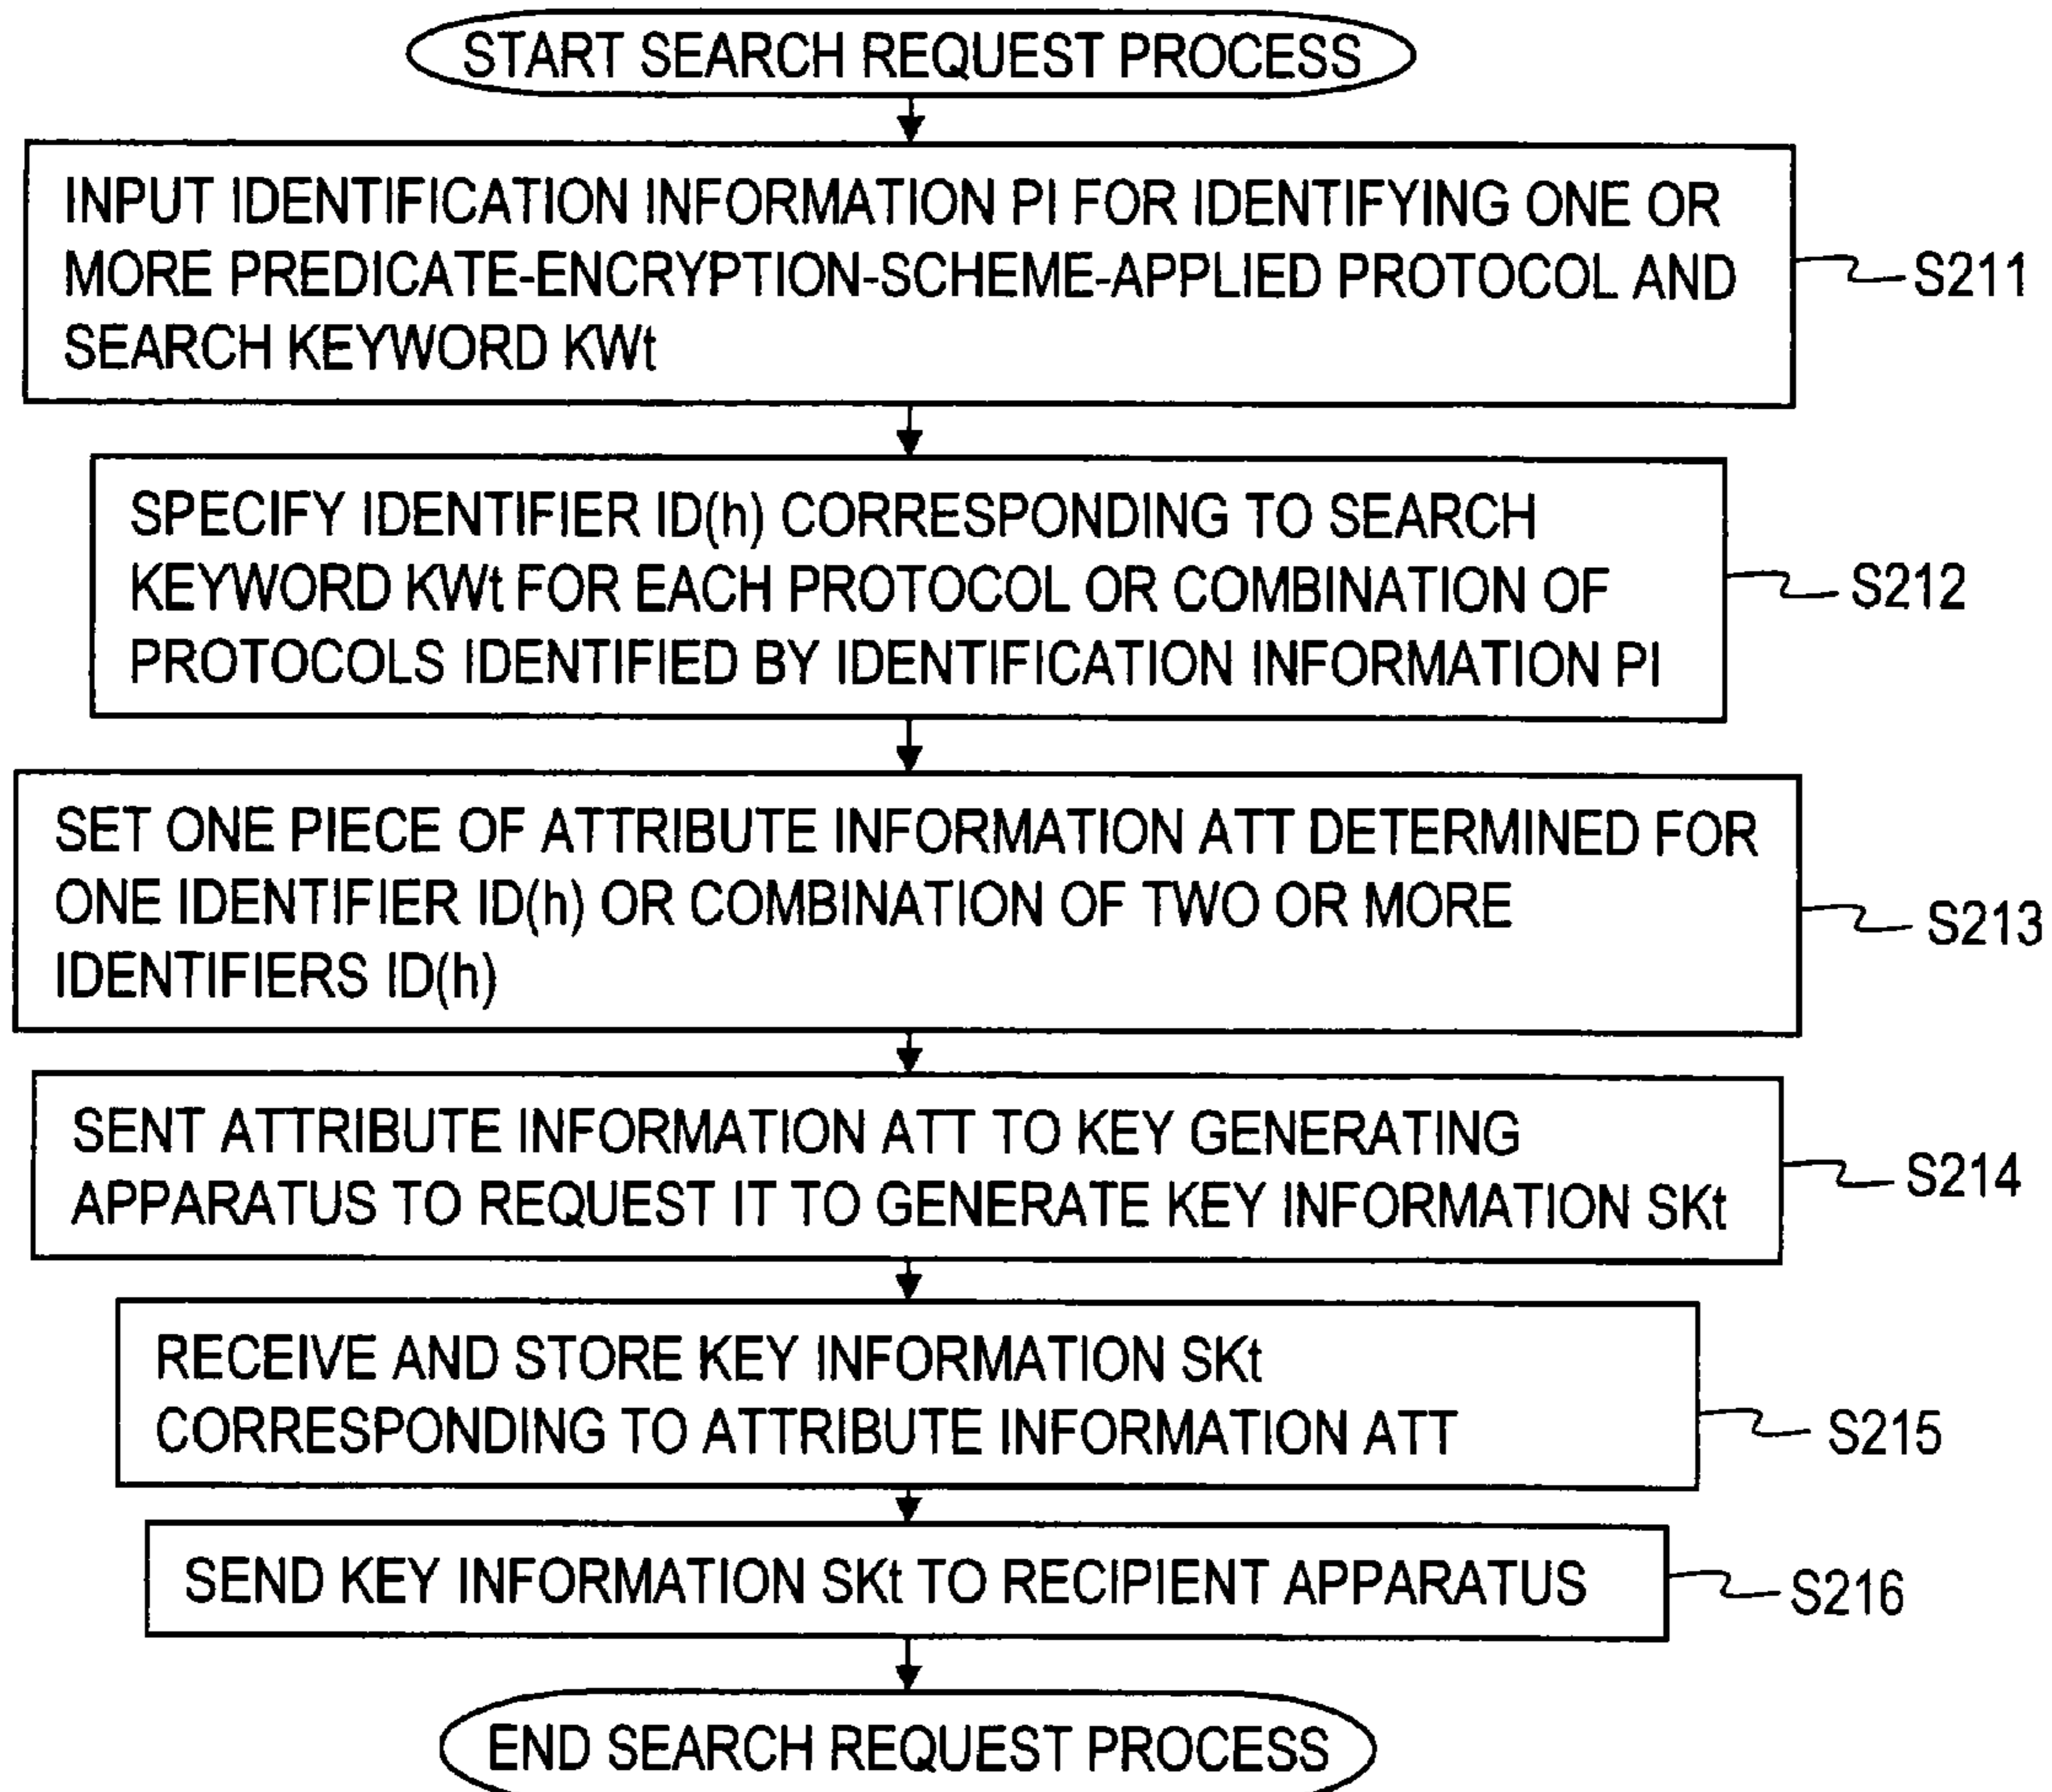 START SEARCH REQUEST PROCESS
INPUT IDENTIFICATION INFORMATION PI FOR IDENTIFYING ONE OR
MORE PREDICATE-ENCRYPTION-SCHEME-APPLIED PROTOCOL AND
SEARCH KEYWORD KWt
S211
SPECIFY IDENTIFIER ID(h) CORRESPONDING TO SEARCH
KEYWORD KWt FOR EACH PROTOCOL OR COMBINATION OF
PROTOCOLS IDENTIFIED BY IDENTIFICATION INFORMATION PI
S212
SET ONE PIECE OF ATTRIBUTE INFORMATION ATT DETERMINED FOR
ONE IDENTIFIER ID(h) OR COMBINATION OF TWO OR MORE
IDENTIFIERS ID(h)
S213
SENT ATTRIBUTE INFORMATION ATT TO KEY GENERATING
APPARATUS TO REQUEST IT TO GENERATE KEY INFORMATION SKt
S214
RECEIVE AND STORE KEY INFORMATION SKt
CORRESPONDING TO ATTRIBUTE INFORMATION ATT
S215
SEND KEY INFORMATION SKt TO RECIPIENT APPARATUS
S216
END SEARCH REQUEST PROCESS